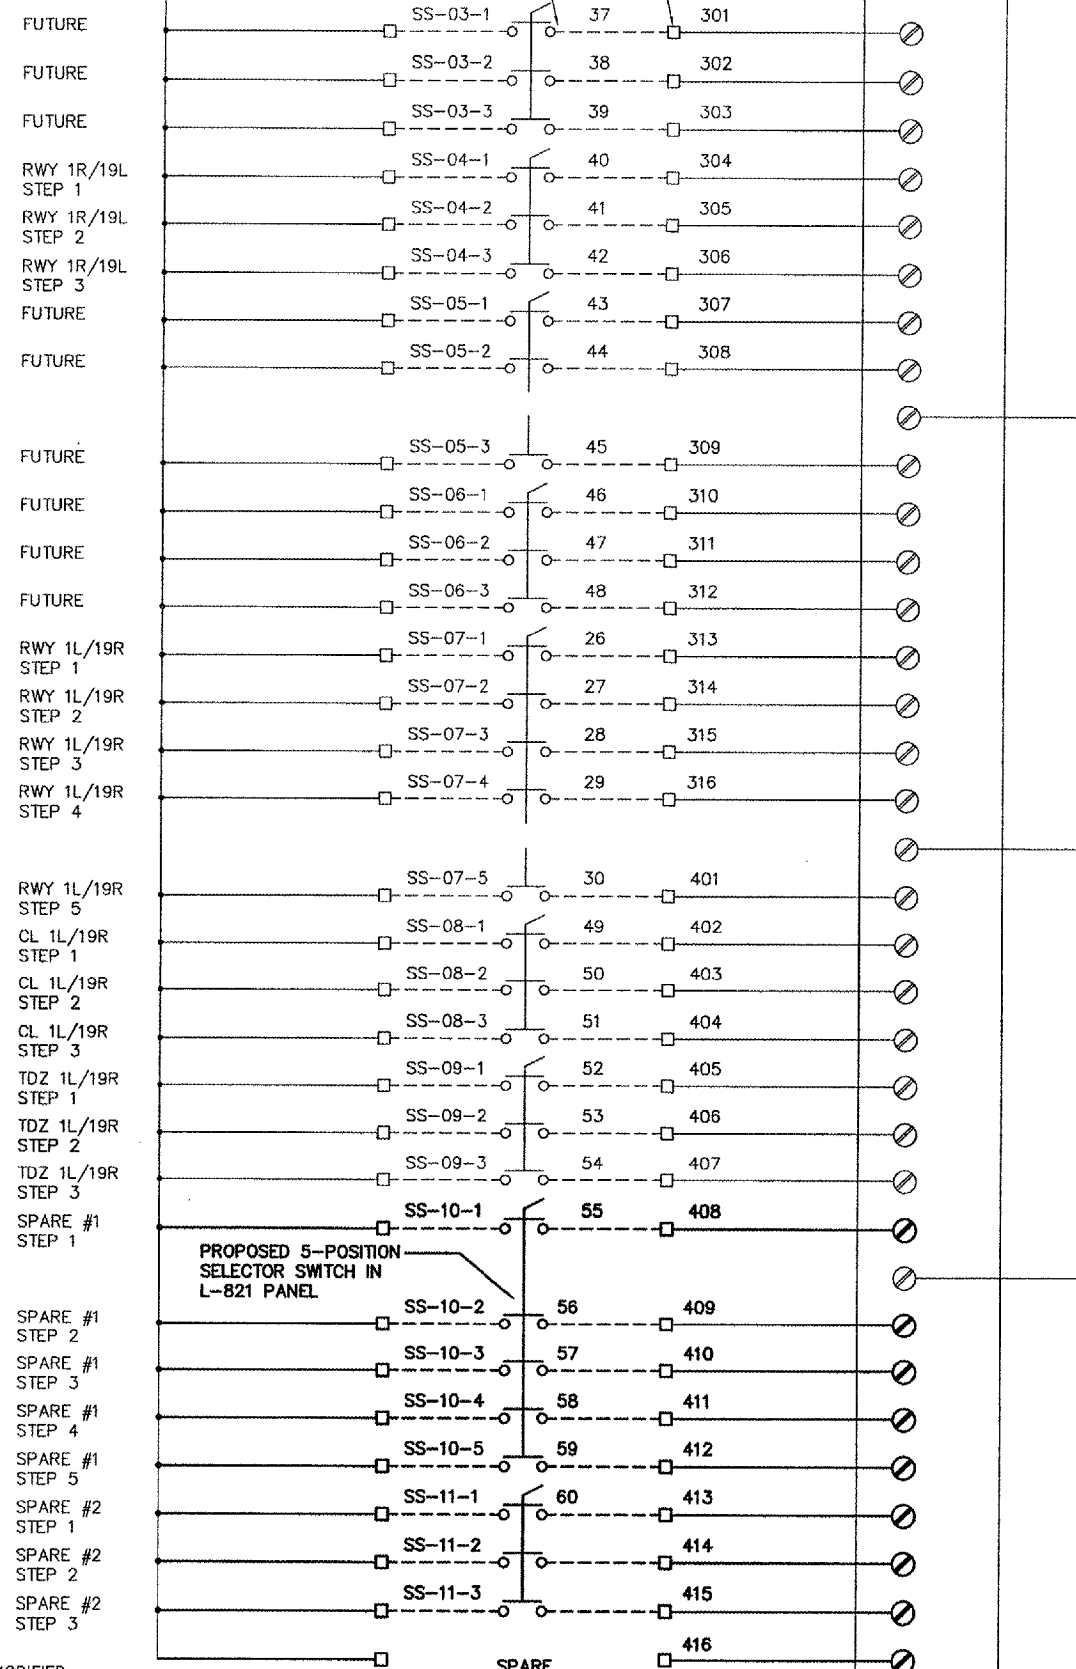 FUTURE SS-03-1 37 301
FUTURE SS-03-2 38 302
FUTURE SS-03-3 39 303
RWY 1R/19L SS-04-1 40 304
STEP 1
RWY 1R/19L SS-04-2 41 305
STEP 2
RWY 1R/19L SS-04-3 42 306
STEP 3
FUTURE SS-05-1 43 307
FUTURE SS-05-2 44 308
FUTURE SS-05-3 45 309
FUTURE SS-06-1 46 310
FUTURE SS-06-2 47 311
FUTURE SS-06-3 48 312
RWY 1L/19R SS-07-1 26 313
STEP 1
RWY 1L/19R SS-07-2 27 314
STEP 2
RWY 1L/19R SS-07-3 28 315
STEP 3
RWY 1L/19R SS-07-4 29 316
STEP 4
RWY 1L/19R SS-07-5 30 401
STEP 5
CL 1L/19R SS-08-1 49 402
STEP 1
CL 1L/19R SS-08-2 50 403
STEP 2
CL 1L/19R SS-08-3 51 404
STEP 3
TDZ 1L/19R SS-09-1 52 405
STEP 1
TDZ 1L/19R SS-09-2 53 406
STEP 2
TDZ 1L/19R SS-09-3 54 407
STEP 3
SPARE #1 SS-10-1 55 408
STEP 1
PROPOSED 5-POSITION
SELECTOR SWITCH IN
L-821 PANEL
SPARE #1 SS-10-2 56 409
STEP 2
SPARE #1 SS-10-3 57 410
STEP 3
SPARE #1 SS-10-4 58 411
STEP 4
SPARE #1 SS-10-5 59 412
STEP 5
SPARE #2 SS-11-1 60 413
STEP 1
SPARE #2 SS-11-2 414
STEP 2
SPARE #2 SS-11-3 415
STEP 3
416
SPARE